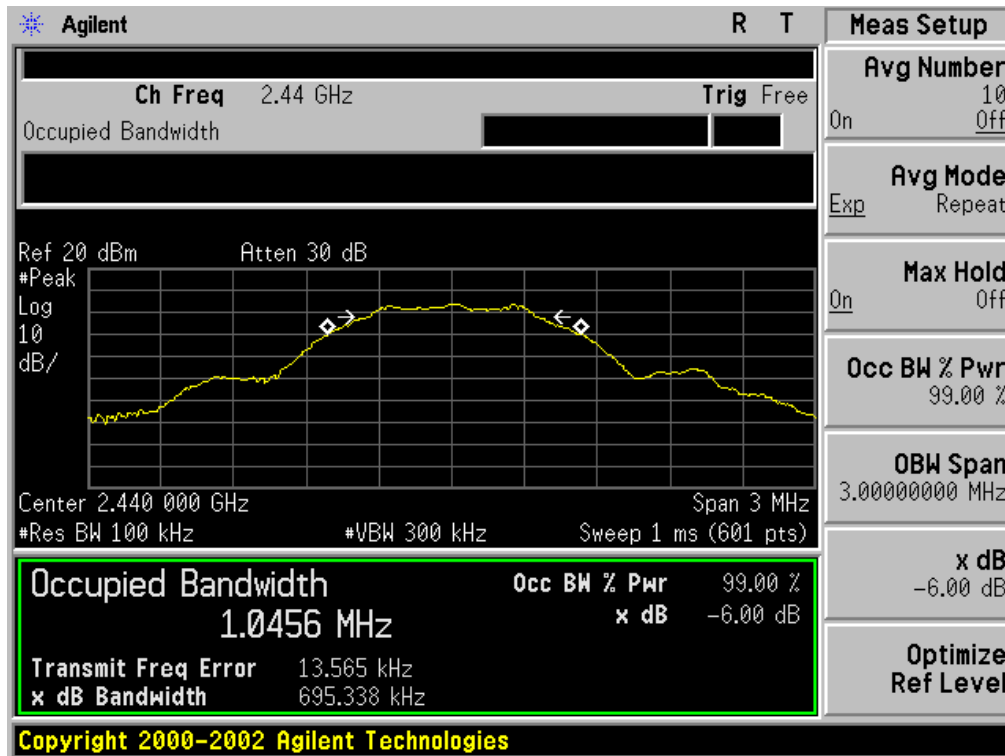 Agilent R T
Ch Freq 2.44 GHz Trig Free
Occupied Bandwidth
Ref 20 dBm Atten 30 dB
#Peak
Log
10
dB/
Center 2.440 000 GHz Span 3 MHz
#Res BW 100 kHz #VBW 300 kHz Sweep 1 ms (601 pts)
Occupied Bandwidth Occ BW % Pwr 99.00 %
1.0456 MHz x dB -6.00 dB
Transmit Freq Error 13.565 kHz
x dB Bandwidth 695.338 kHz
Copyright 2000-2002 Agilent Technologies
Meas Setup
Avg Number
10
On Off
Avg Mode
Exp Repeat
Max Hold
On Off
Occ BW % Pwr
99.00 %
OBW Span
3.00000000 MHz
x dB
-6.00 dB
Optimize
Ref Level